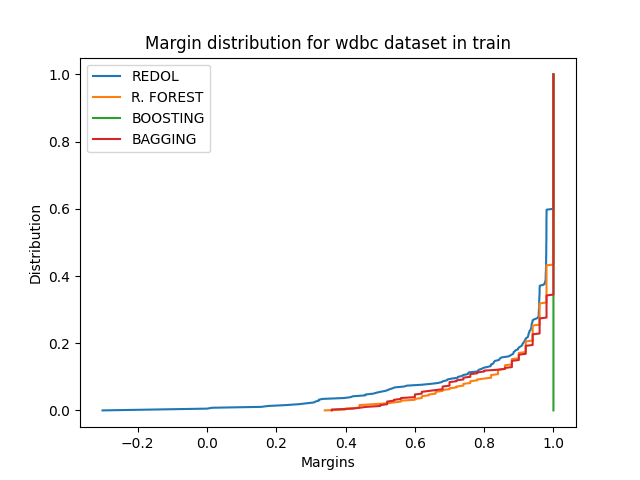 Margin distribution for wdbc dataset in train
REDOL
R. FOREST
BOOSTING
BAGGING
Distribution
1.0
0.8
0.6
0.4
0.2
0.0
−0.2 0.0 0.2 0.4 0.6 0.8 1.0
Margins